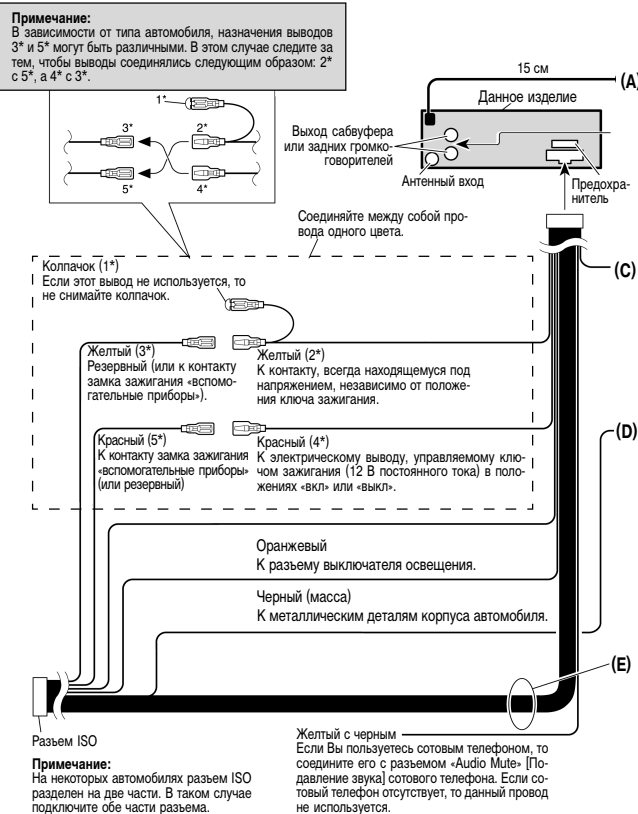 Примечание:
В зависимости от типа автомобиля, назначения выводов
3* и 5* могут быть различными. В этом случае следите за
тем, чтобы выводы соединялись следующим образом: 2*
с 5*, а 4* с 3*.
1*
3*
2*
5*
4*
15 см
(A)
Данное изделие
Выход сабвуфера
или задних громко-
говорителей
Антенный вход
Предохра-
нитель
Соединяйте между собой про-
вода одного цвета.
(C)
Колпачок (1*)
Если этот вывод не используется, то
не снимайте колпачок.
Желтый (3*)
Резервный (или к контакту
замка зажигания «вспомо-
гательные приборы»).
Желтый (2*)
К контакту, всегда находящемуся под
напряжением, независимо от положе-
ния ключа зажигания.
Красный (5*)
К контакту замка зажигания
«вспомогательные приборы»
(или резервный)
Красный (4*)
К электрическому выводу, управляемому клю-
чом зажигания (12 В постоянного тока) в поло-
жениях «вкл» или «выкл».
(D)
Оранжевый
К разъему выключателя освещения.
Черный (масса)
К металлическим деталям корпуса автомобиля.
(E)
Разъем ISO
Примечание:
На некоторых автомобилях разъем ISO
разделен на две части. В таком случае
подключите обе части разъема.
Желтый с черным
Если Вы пользуетесь сотовым телефоном, то
соедините его с разъемом «Audio Mute» [По-
давление звука] сотового телефона. Если со-
товый телефон отсутствует, то данный провод
не используется.